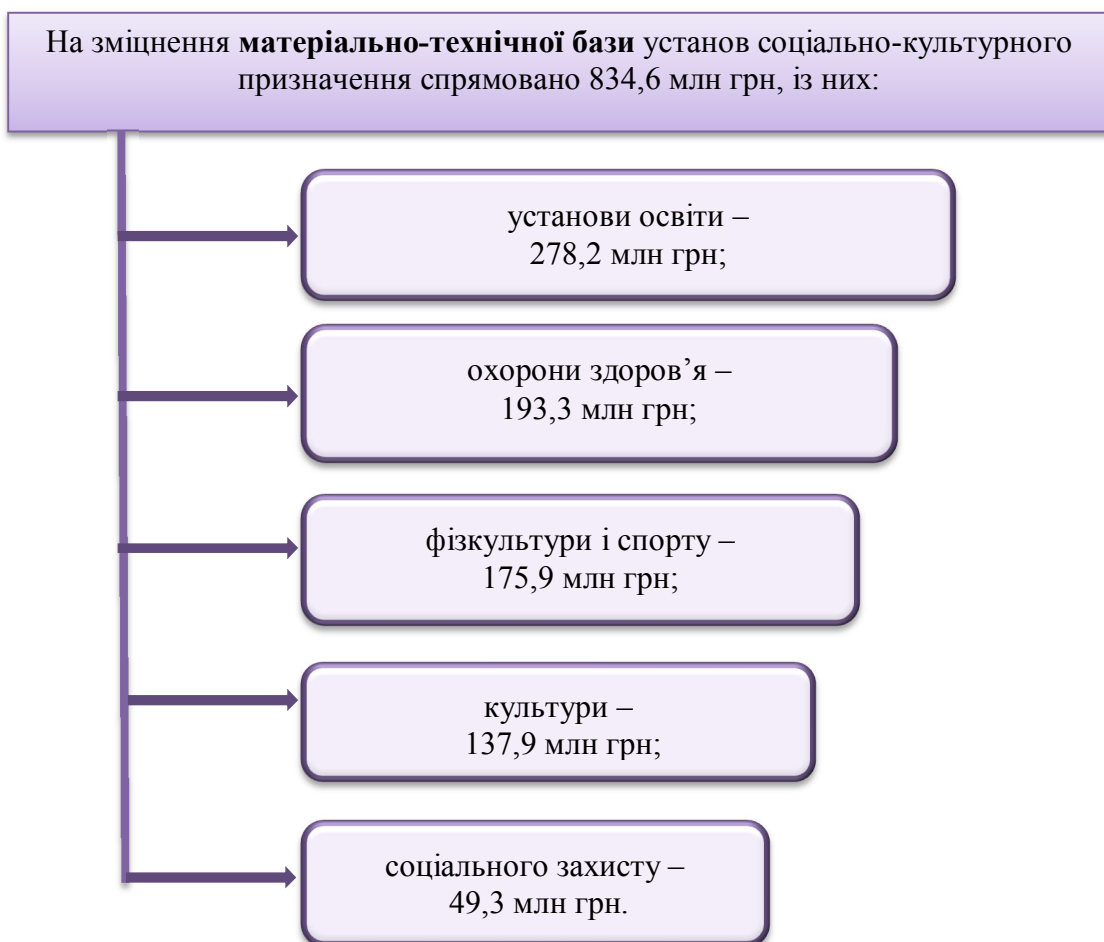 На зміцнення матеріально-технічної бази установ соціально-культурного
призначення спрямовано 834,6 млн грн, із них:
установи освіти –
278,2 млн грн;
охорони здоров’я –
193,3 млн грн;
фізкультури і спорту –
175,9 млн грн;
культури –
137,9 млн грн;
соціального захисту –
49,3 млн грн.